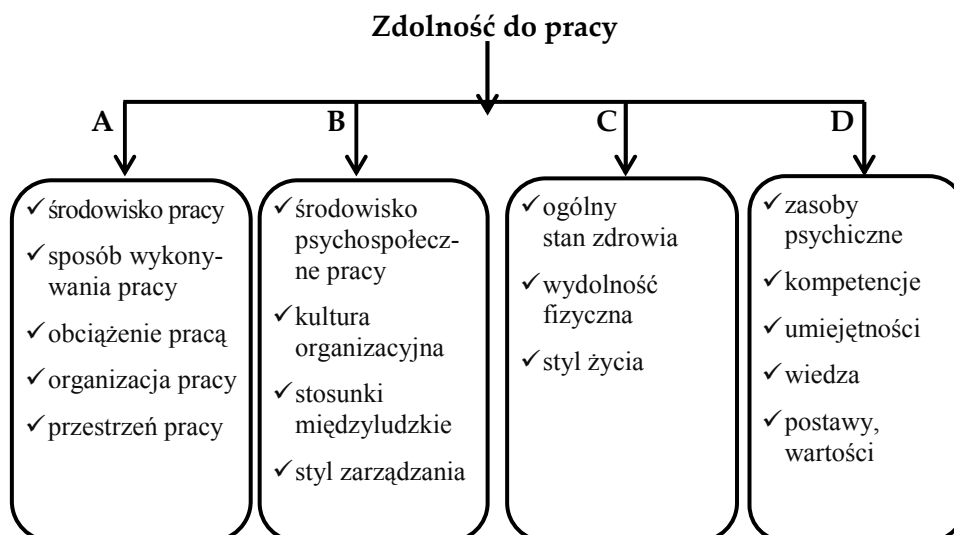 Zdolność do pracy
A
B
C
D
✓ środowisko pracy
✓ sposób wykony-
wania pracy
✓ obciążenie pracą
✓ organizacja pracy
✓ przestrzeń pracy
✓ środowisko
psychospołecz-
ne pracy
✓ kultura
organizacyjna
✓ stosunki
międzyludzkie
✓ styl zarządzania
✓ ogólny
stan zdrowia
✓ wydolność
fizyczna
✓ styl życia
✓ zasoby
psychiczne
✓ kompetencje
✓ umiejętności
✓ wiedza
✓ postawy,
wartości